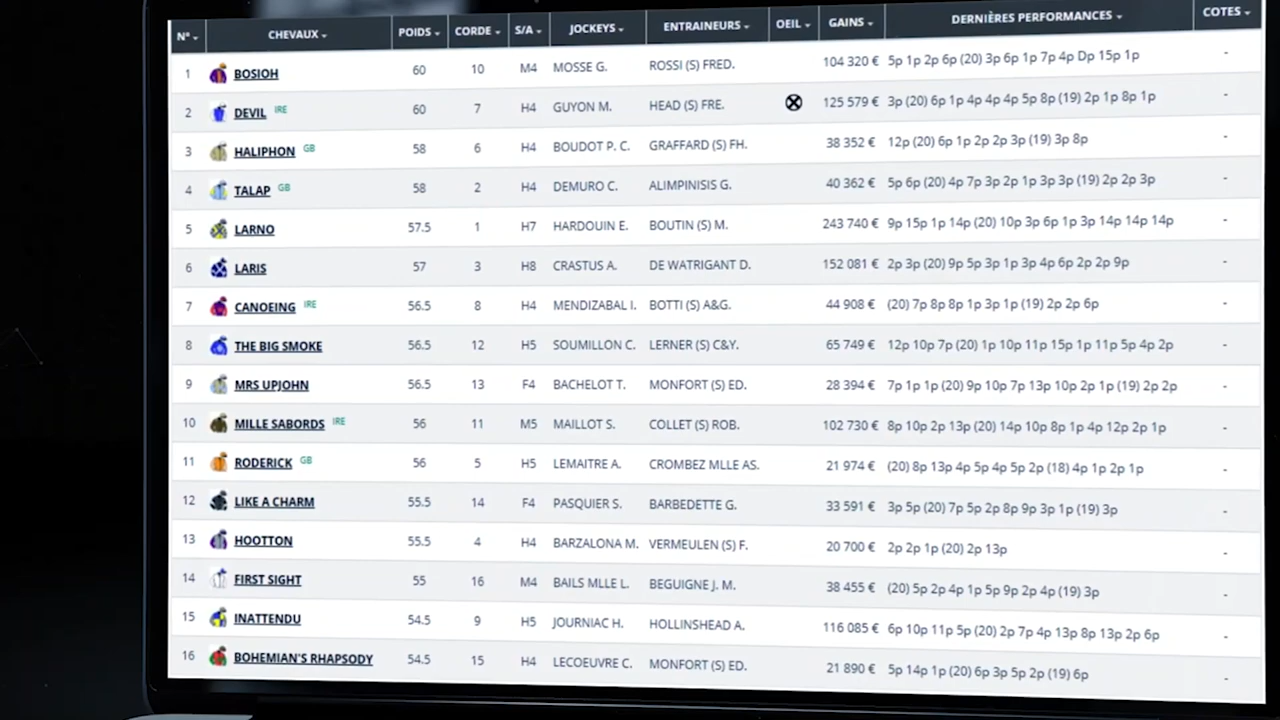 N° CHEVAUX POIDS CORDE S/A JOCKEYS ENTRAINEURS OEIL GAINS DERNIÈRES PERFORMANCES COTES
1 BOSIOH 60 10 M4 MOSSE G. ROSSI (S) FRED. 104 320 € 5p 1p 2p 6p (20) 3p 6p 1p 7p 4p Dp 15p 1p -
2 DEVIL IRE 60 7 H4 GUYON M. HEAD (S) FRE. 125 579 € 3p (20) 6p 1p 4p 4p 4p 5p 8p (19) 2p 1p 8p 1p -
3 HALIPHON GB 58 6 H4 BOUDOT P. C. GRAFFARD (S) FH. 38 352 € 12p (20) 6p 1p 2p 2p 3p (19) 3p 8p -
4 TALAP GB 58 2 H4 DEMURO C. ALIMPINISIS G. 40 362 € 5p 6p (20) 4p 7p 3p 2p 1p 3p 3p (19) 2p 2p 3p -
5 LARNO 57.5 1 H7 HARDOUIN E. BOUTIN (S) M. 243 740 € 9p 15p 1p 14p (20) 10p 3p 6p 1p 3p 14p 14p 14p -
6 LARIS 57 3 H8 CRASTUS A. DE WATRIGANT D. 152 081 € 2p 3p (20) 9p 5p 3p 1p 3p 4p 6p 2p 2p 9p -
7 CANOEING IRE 56.5 8 H4 MENDIZABAL I. BOTTI (S) A&G. 44 908 € (20) 7p 8p 8p 1p 3p 1p (19) 2p 2p 6p -
8 THE BIG SMOKE 56.5 12 H5 SOUMILLON C. LERNER (S) C&Y. 65 749 € 12p 10p 7p (20) 1p 10p 11p 15p 1p 11p 5p 4p 2p -
9 MRS UPJOHN 56.5 13 F4 BACHELOT T. MONFORT (S) ED. 28 394 € 7p 1p 1p (20) 9p 10p 7p 13p 10p 2p 1p (19) 2p 2p -
10 MILLE SABORDS IRE 56 11 M5 MAILLOT S. COLLET (S) ROB. 102 730 € 8p 10p 2p 13p (20) 14p 10p 8p 1p 4p 12p 2p 1p -
11 RODERICK GB 56 5 H5 LEMAITRE A. CROMBEZ MLLE AS. 21 974 € (20) 8p 13p 4p 5p 4p 5p 2p (18) 4p 1p 2p 1p -
12 LIKE A CHARM 55.5 14 F4 PASQUIER S. BARBEDETTE G. 33 591 € 3p 5p (20) 7p 5p 2p 8p 9p 3p 1p (19) 3p -
13 HOOTTON 55.5 4 H4 BARZALONA M. VERMEULEN (S) F. 20 700 € 2p 2p 1p (20) 2p 13p -
14 FIRST SIGHT 55 16 M4 BAILS MLLE L. BEGUIGNE J. M. 38 455 € (20) 5p 2p 4p 1p 5p 9p 2p 4p (19) 3p -
15 INATTENDU 54.5 9 H5 JOURNIAC H. HOLLINSHEAD A. 116 085 € 6p 10p 11p 5p (20) 2p 7p 4p 13p 8p 13p 2p 6p -
16 BOHEMIAN'S RHAPSODY 54.5 15 H4 LECOEUVRE C. MONFORT (S) ED. 21 890 € 5p 14p 1p (20) 6p 3p 5p 2p (19) 6p -